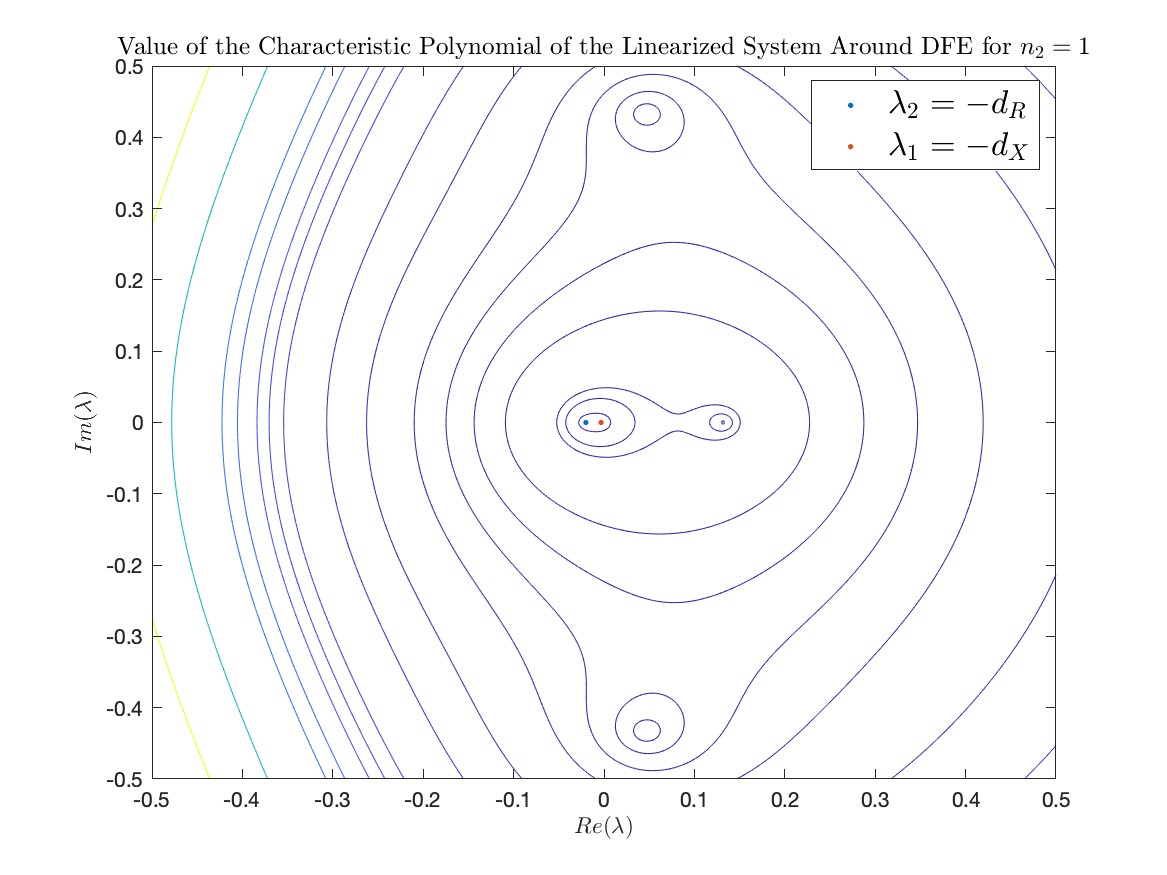 Value of the Characteristic Polynomial of the Linearized System Around DFE for n₂ = 1
0.5
0.4
0.3
0.2
0.1
0
-0.1
-0.2
-0.3
-0.4
-0.5
Im(λ)
λ₂ = −d_R
λ₁ = −d_X
-0.5 -0.4 -0.3 -0.2 -0.1 0 0.1 0.2 0.3 0.4 0.5
Re(λ)